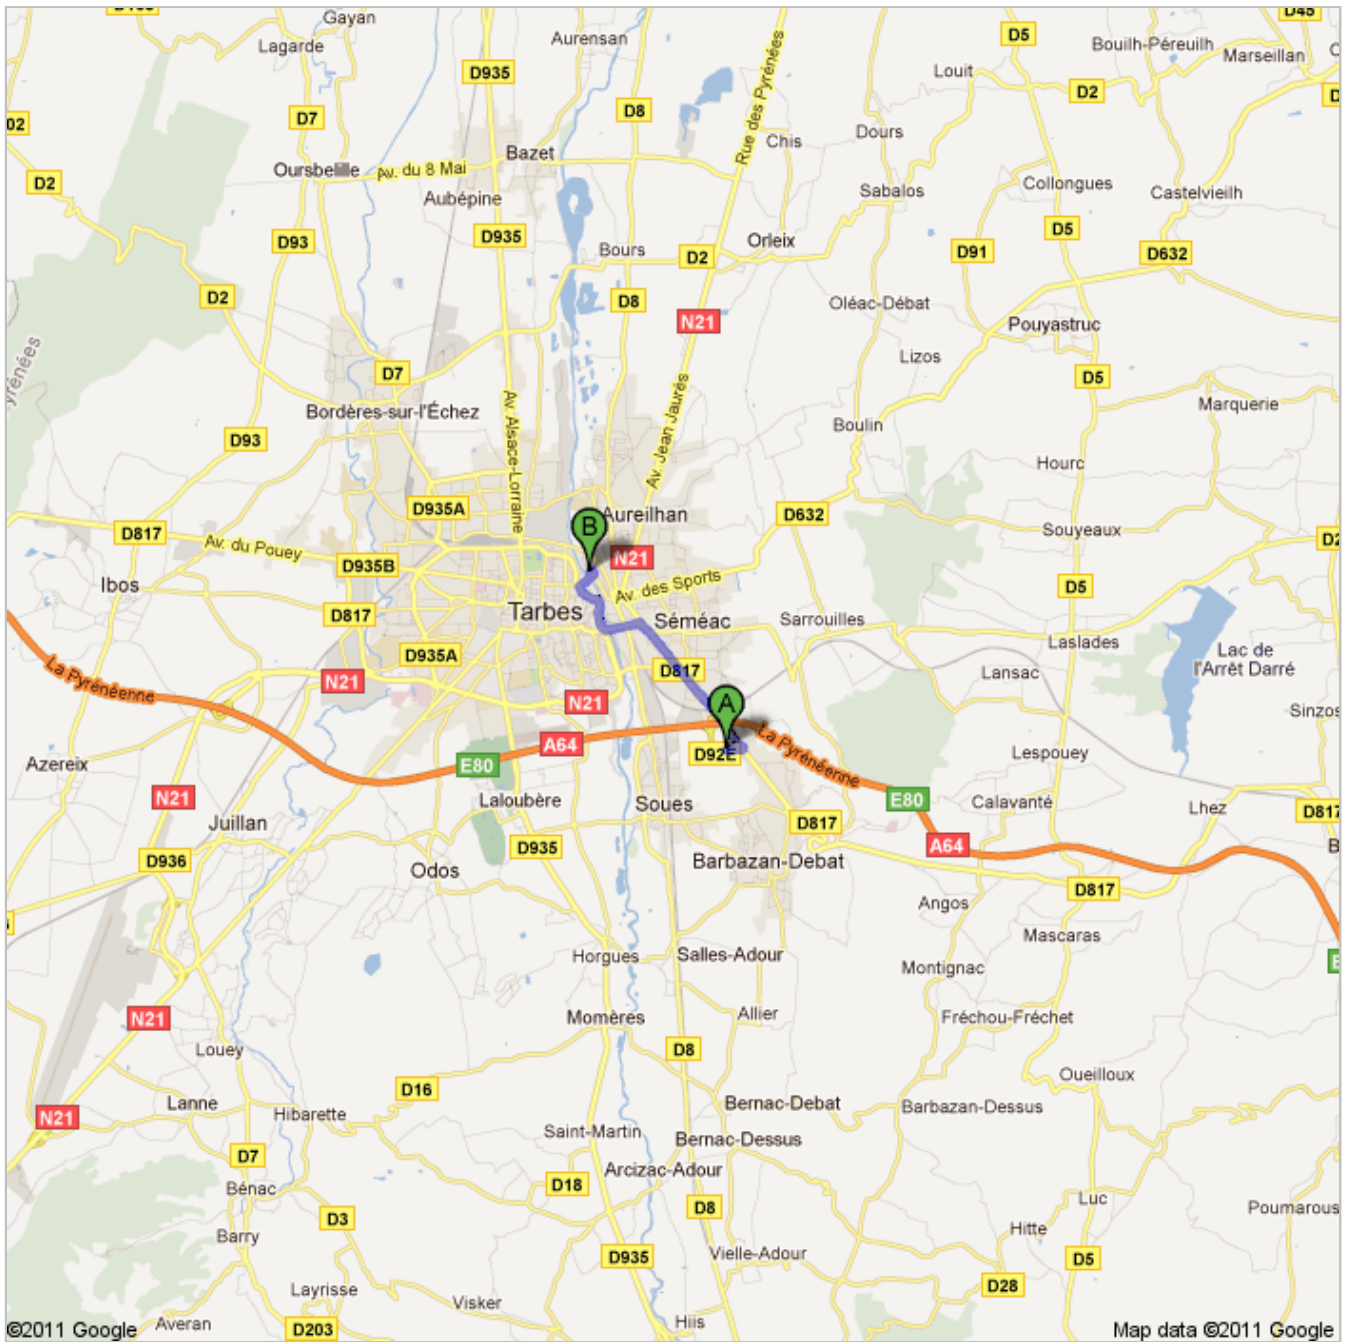 Gayan
D45
Lagarde
Aurensan
D5
Bouilh-Péreuilh
Marseillan
D935
Louit
D2
D7
D8
02
Rue des Pyrénées
Dours
Chis
Bazet
Oursbelle
Av. du 8 Mai
D2
Aubépine
Sabalos
Collongues
Castelvieilh
D93
D935
Bours
D2
Orleix
D91
D5
D632
D2
D8
Oléac-Débat
N21
Pouyastruc
yrénées
Lizos
D7
D5
Bordères-sur-l'Échez
Av. Alsace-Lorraine
Av. Jean Jaurés
Marquerie
D93
Boulin
Hourc
D935A
Aureilhan
D632
B
Souyeaux
D817
Av. du Pouey
N21
D935B
Ibos
Av. des Sports
D5
D817
Tarbes
Séméac
Sarrouilles
Laslades
D935A
Lac de
l'Arrêt Darré
La Pyrénéenne
N21
D817
Lansac
N21
A
Sinzos
A64
La Pyrénéenne
D92E
Lespouey
Azereix
E80
N21
Laloubère
Soues
E80
Calavanté
Lhez
Juillan
D817
D817
D935
A64
D936
Odos
Barbazan-Debat
D817
Angos
Mascaras
Horgues
Salles-Adour
Montignac
N21
Momères
Allier
Fréchou-Fréchet
Louey
D8
D16
Oueilloux
Lanne
N21
Hibarette
Bernac-Debat
Barbazan-Dessus
Saint-Martin
Bernac-Dessus
D7
Arcizac-Adour
Bénac
D18
Luc
D8
Poumarous
D3
Barry
Hitte
D935
Vielle-Adour
D5
Layrisse
D28
Visker
Averan
D203
Hiis
©2011 Google
Map data ©2011 Google